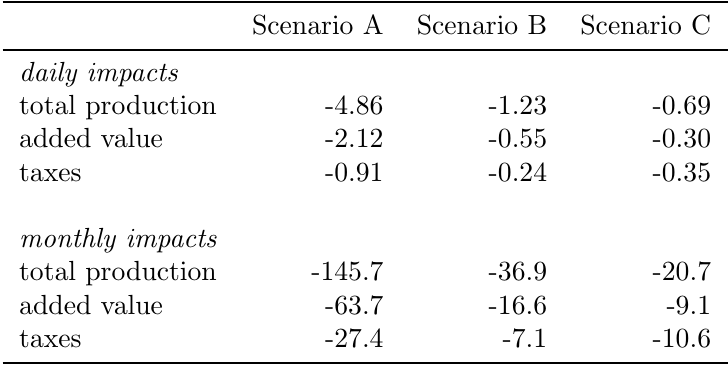 Scenario A Scenario B Scenario C
daily impacts
total production -4.86 -1.23 -0.69
added value -2.12 -0.55 -0.30
taxes -0.91 -0.24 -0.35
monthly impacts
total production -145.7 -36.9 -20.7
added value -63.7 -16.6 -9.1
taxes -27.4 -7.1 -10.6